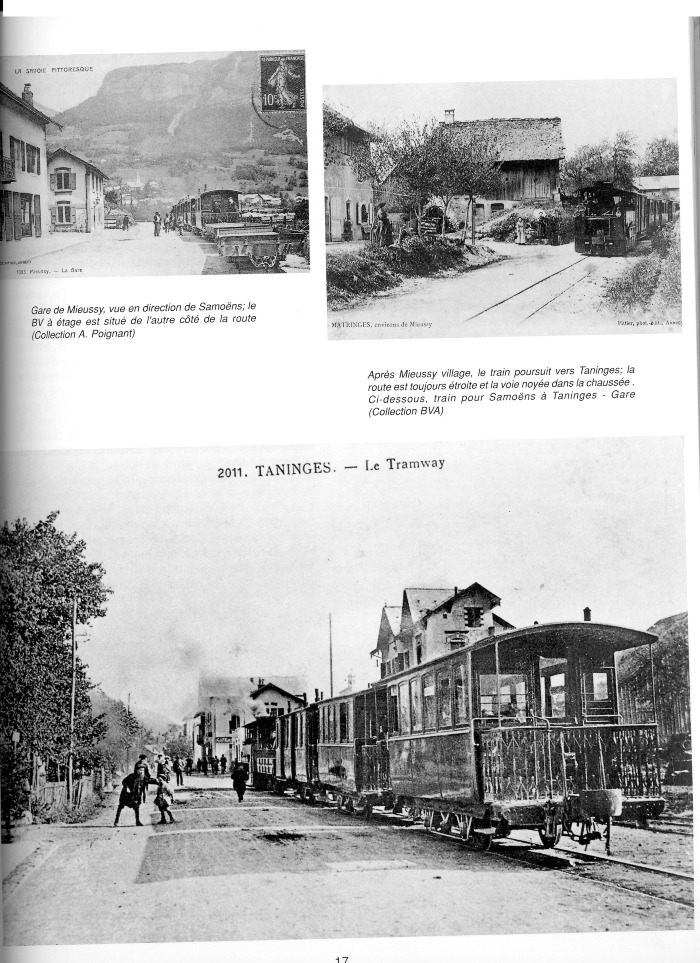 LA SAVOIE PITTORESQUE
10c
1083. Mieussy. — La Gare
MATRINGES, environs de Mieussy
Pittier, phot.-édit., Annecy
Gare de Mieussy, vue en direction de Samoëns; le
BV à étage est situé de l'autre côté de la route
(Collection A. Poignant)
Après Mieussy village, le train poursuit vers Taninges; la
route est toujours étroite et la voie noyée dans la chaussée .
Ci-dessous, train pour Samoëns à Taninges - Gare
(Collection BVA)
2011. TANINGES. — Le Tramway
17